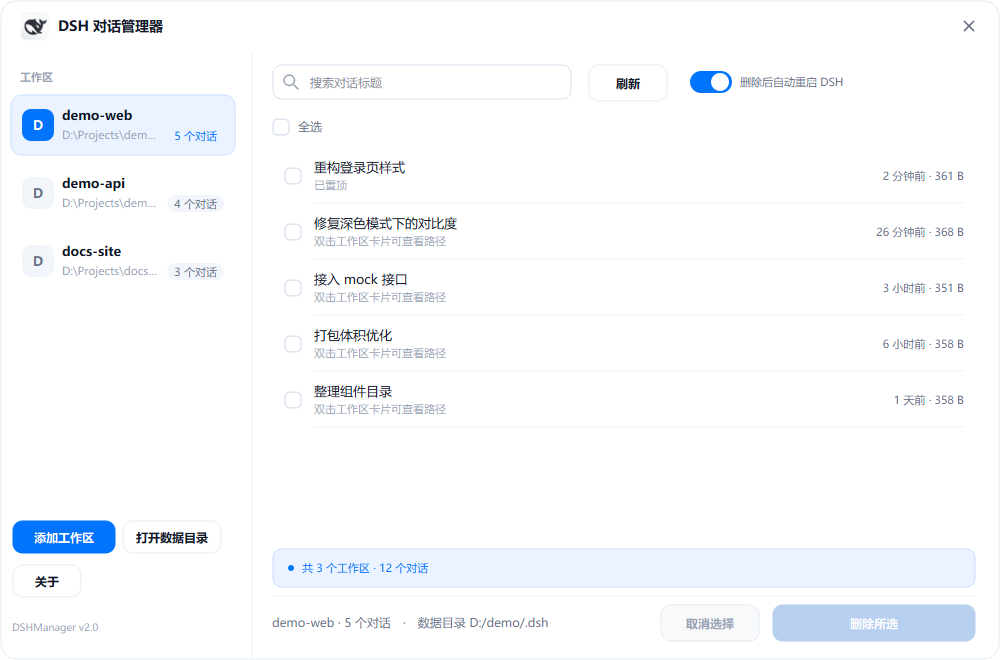 DSH 对话管理器
工作区
D
demo-web
D:\Projects\dem...
5 个对话
D
demo-api
D:\Projects\dem...
4 个对话
D
docs-site
D:\Projects\docs...
3 个对话
添加工作区
打开数据目录
关于
DSHManager v2.0
搜索对话标题
刷新
删除后自动重启 DSH
全选
重构登录页样式
已置顶
2 分钟前 · 361 B
修复深色模式下的对比度
双击工作区卡片可查看路径
26 分钟前 · 368 B
接入 mock 接口
双击工作区卡片可查看路径
3 小时前 · 351 B
打包体积优化
双击工作区卡片可查看路径
6 小时前 · 358 B
整理组件目录
双击工作区卡片可查看路径
1 天前 · 358 B
共 3 个工作区 · 12 个对话
demo-web · 5 个对话 · 数据目录 D:/demo/.dsh
取消选择
删除所选